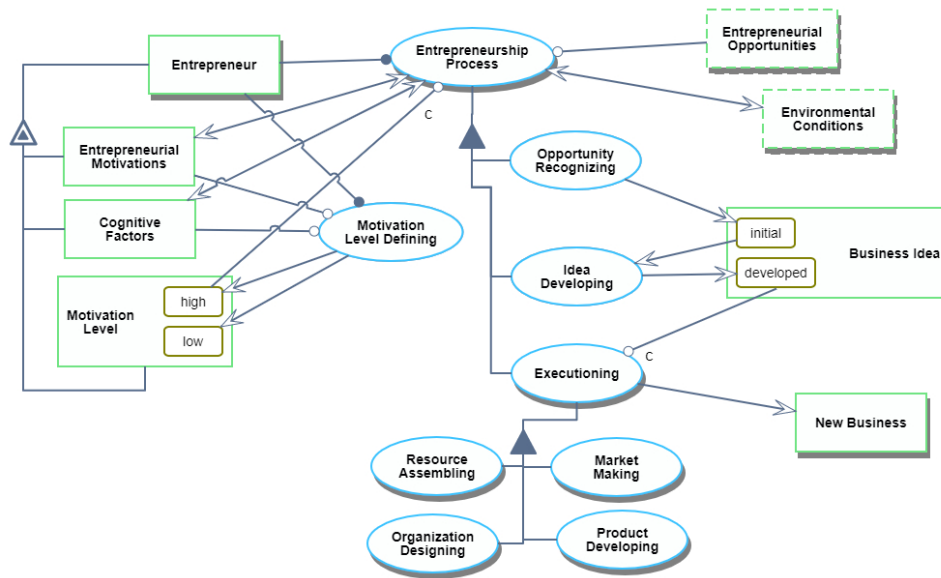 Entrepreneurship
Process
Entrepreneurial
Opportunities
Entrepreneur
Environmental
Conditions
C
Entrepreneurial
Motivations
Opportunity
Recognizing
Cognitive
Factors
Motivation
Level Defining
initial
Business Idea
developed
Idea
Developing
high
Motivation
Level
low
C
Executioning
New Business
Resource
Assembling
Market
Making
Organization
Designing
Product
Developing